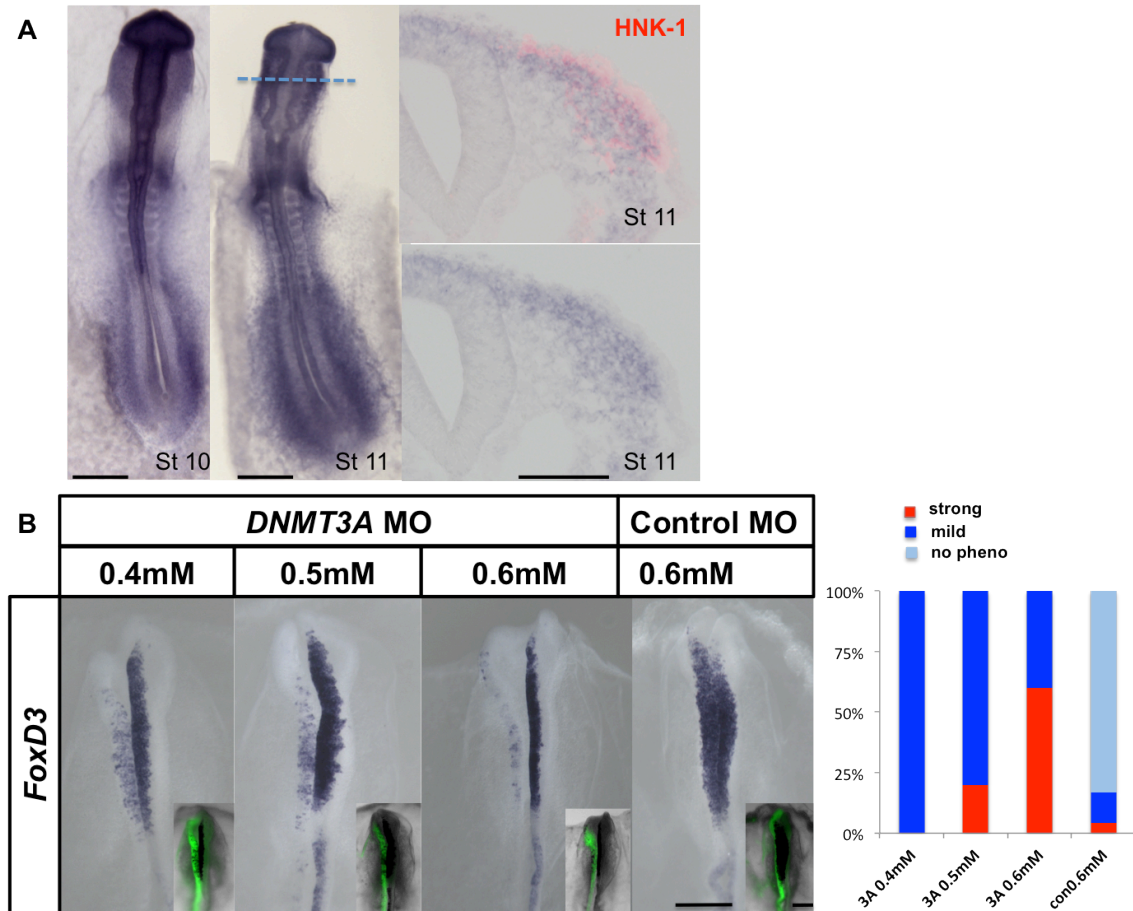 A
HNK-1
St 10
St 11
St 11
St 11
B
DNMT3A MO
Control MO
0.4mM
0.5mM
0.6mM
0.6mM
FoxD3
strong
mild
no pheno
100%
75%
50%
25%
0%
3A 0.4mM
3A 0.5mM
3A 0.6mM
con0.6mM